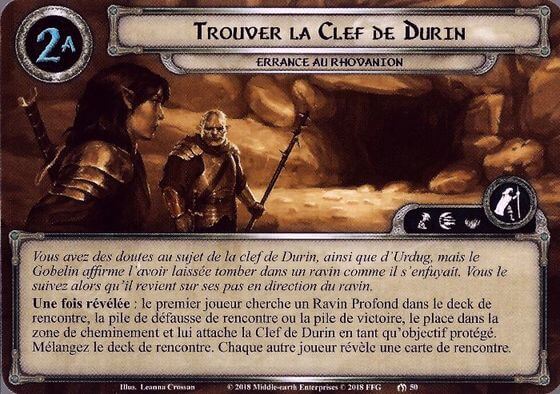 2A
Trouver la Clef de Durin
Errance au Rhovanion
Vous avez des doutes au sujet de la clef de Durin, ainsi que d'Urdug, mais le
Gobelin affirme l'avoir laissée tomber dans un ravin comme il s'enfuyait. Vous le
suivez alors qu'il revient sur ses pas en direction du ravin.
Une fois révélée : le premier joueur cherche un Ravin Profond dans le deck de
rencontre, la pile de défausse de rencontre ou la pile de victoire, le place dans la
zone de cheminement et lui attache la Clef de Durin en tant qu'objectif protégé.
Mélangez le deck de rencontre. Chaque autre joueur révèle une carte de rencontre.
Illus. Leanna Crossan © 2018 Middle-earth Enterprises © 2018 FFG 50